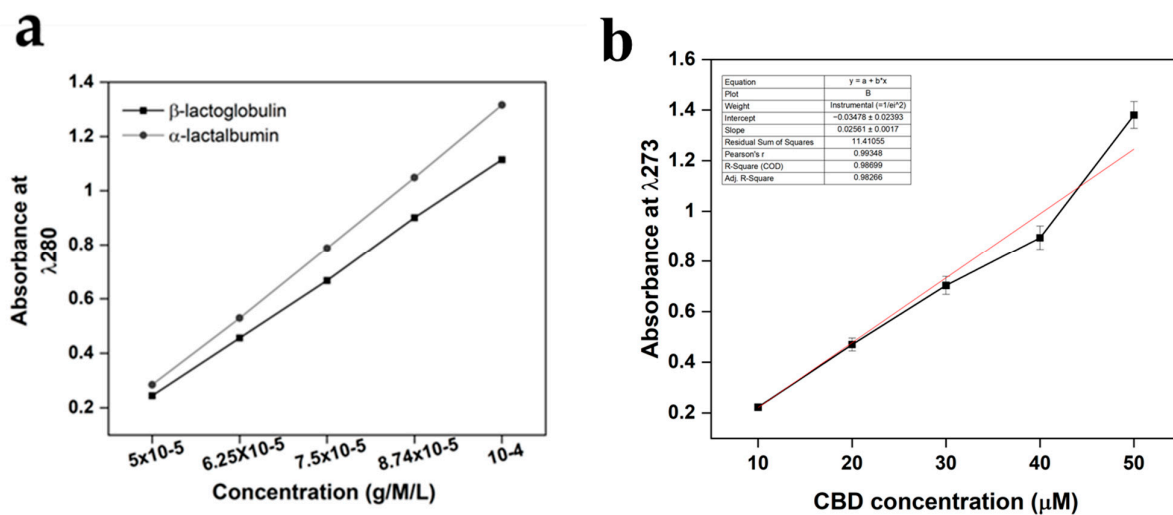 a
1.4
1.2
1
0.8
0.6
0.4
0.2
Absorbance at
λ280
β-lactoglobulin
α-lactalbumin
5x10-5
6.25X10-5
7.5x10-5
8.74x10-5
10-4
Concentration (g/M/L)
b
1.6
1.4
1.2
1
0.8
0.6
0.4
0.2
Absorbance at λ273
Equation y = a + b*x
Plot B
Weight Instrumental (=1/ei^2)
Intercept −0.03478 ± 0.02393
Slope 0.02561 ± 0.0017
Residual Sum of Squares 11.41055
Pearson's r 0.99348
R-Square (COD) 0.98699
Adj. R-Square 0.98266
10 20 30 40 50
CBD concentration (μM)